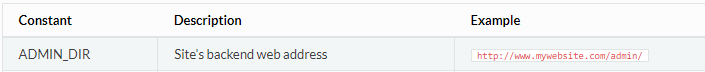 Constant Description Example
ADMIN_DIR Site's backend web address http://www.mywebsite.com/admin/